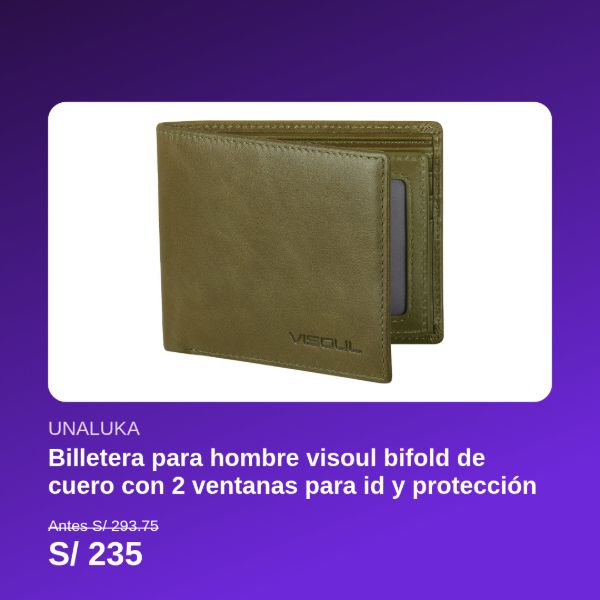 VISOUL
UNALUKA
Billetera para hombre visoul bifold de
cuero con 2 ventanas para id y protección
Antes S/ 293.75
S/ 235